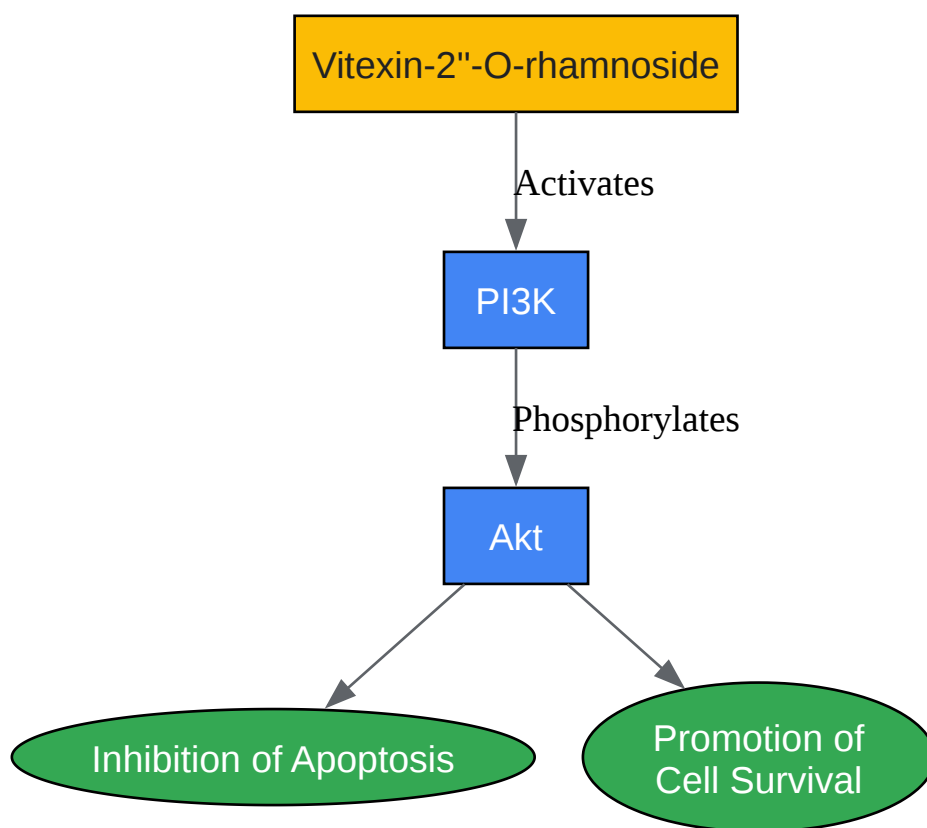 Vitexin-2"-O-rhamnoside
Activates
PI3K
Phosphorylates
Akt
Inhibition of Apoptosis
Promotion of
Cell Survival